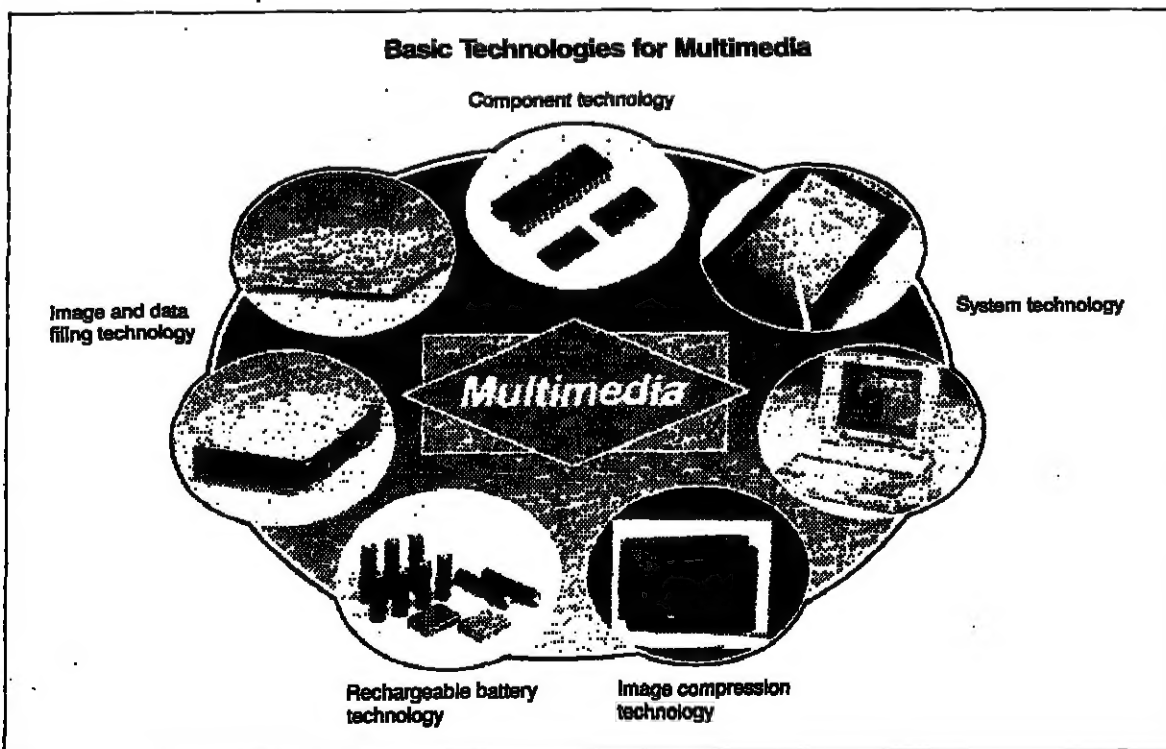 Basic Technologies for Multimedia
Component technology
Image and data
filling technology
System technology
Multimedia
Rechargeable battery
technology
Image compression
technology